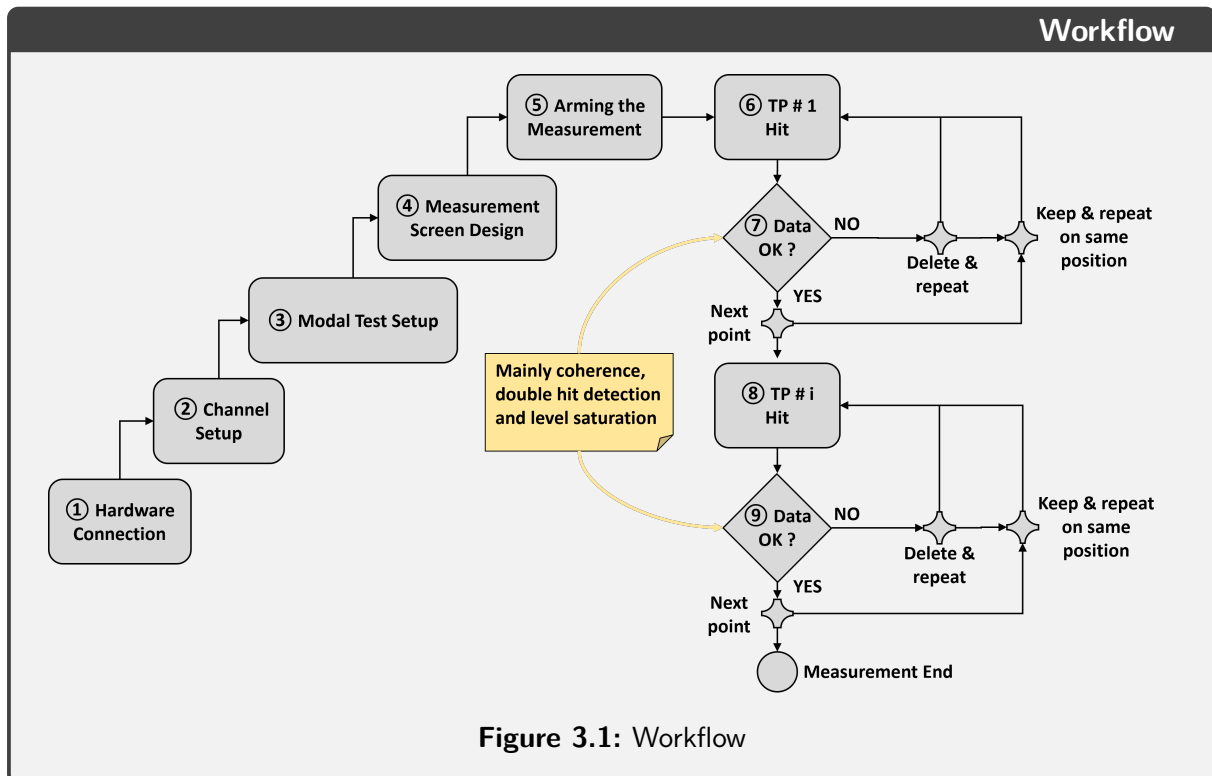 Workflow
⑤ Arming the
Measurement
⑥ TP # 1
Hit
④ Measurement
Screen Design
⑦ Data
OK ?
NO
Keep & repeat
on same
position
Delete &
repeat
YES
③ Modal Test Setup
Next
point
Mainly coherence,
double hit detection
and level saturation
⑧ TP # i
Hit
② Channel
Setup
① Hardware
Connection
⑨ Data
OK ?
NO
Keep & repeat
on same
position
Delete &
repeat
YES
Next
point
Measurement End
Figure 3.1: Workflow